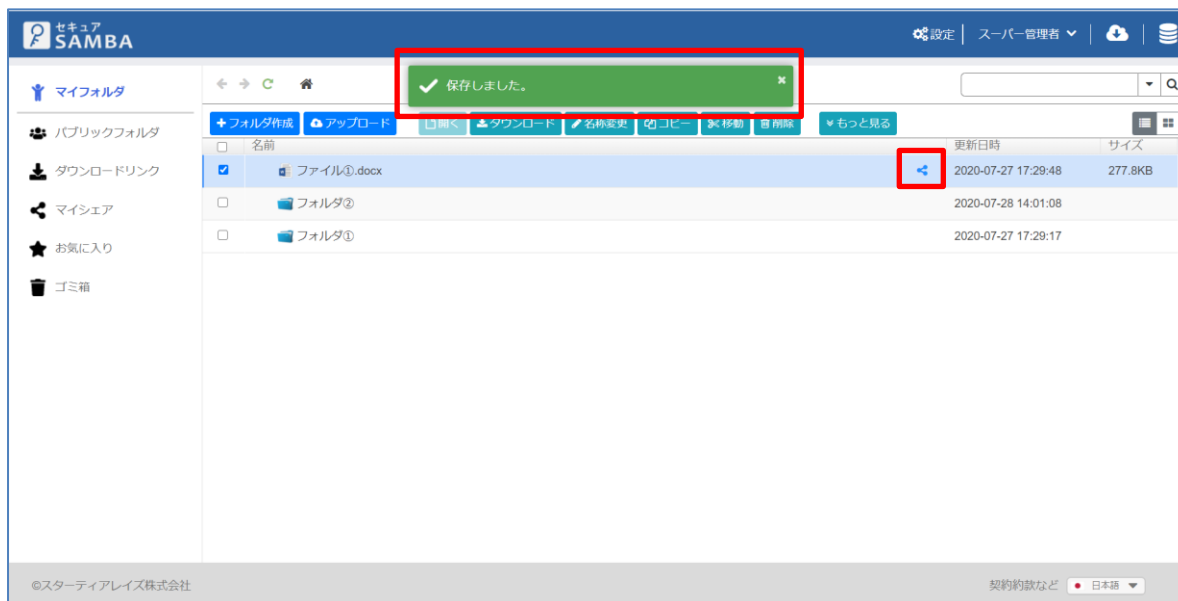 セキュア
SAMBA
設定
スーパー管理者
マイフォルダ
保存しました。
パブリックフォルダ
フォルダ作成
アップロード
開く
ダウンロード
名称変更
コピー
移動
削除
もっと見る
名前
更新日時
サイズ
ダウンロードリンク
ファイル①.docx
2020-07-27 17:29:48
277.8KB
マイシェア
フォルダ②
2020-07-28 14:01:08
お気に入り
フォルダ①
2020-07-27 17:29:17
ゴミ箱
©スターティアレイズ株式会社
契約約款など
日本語